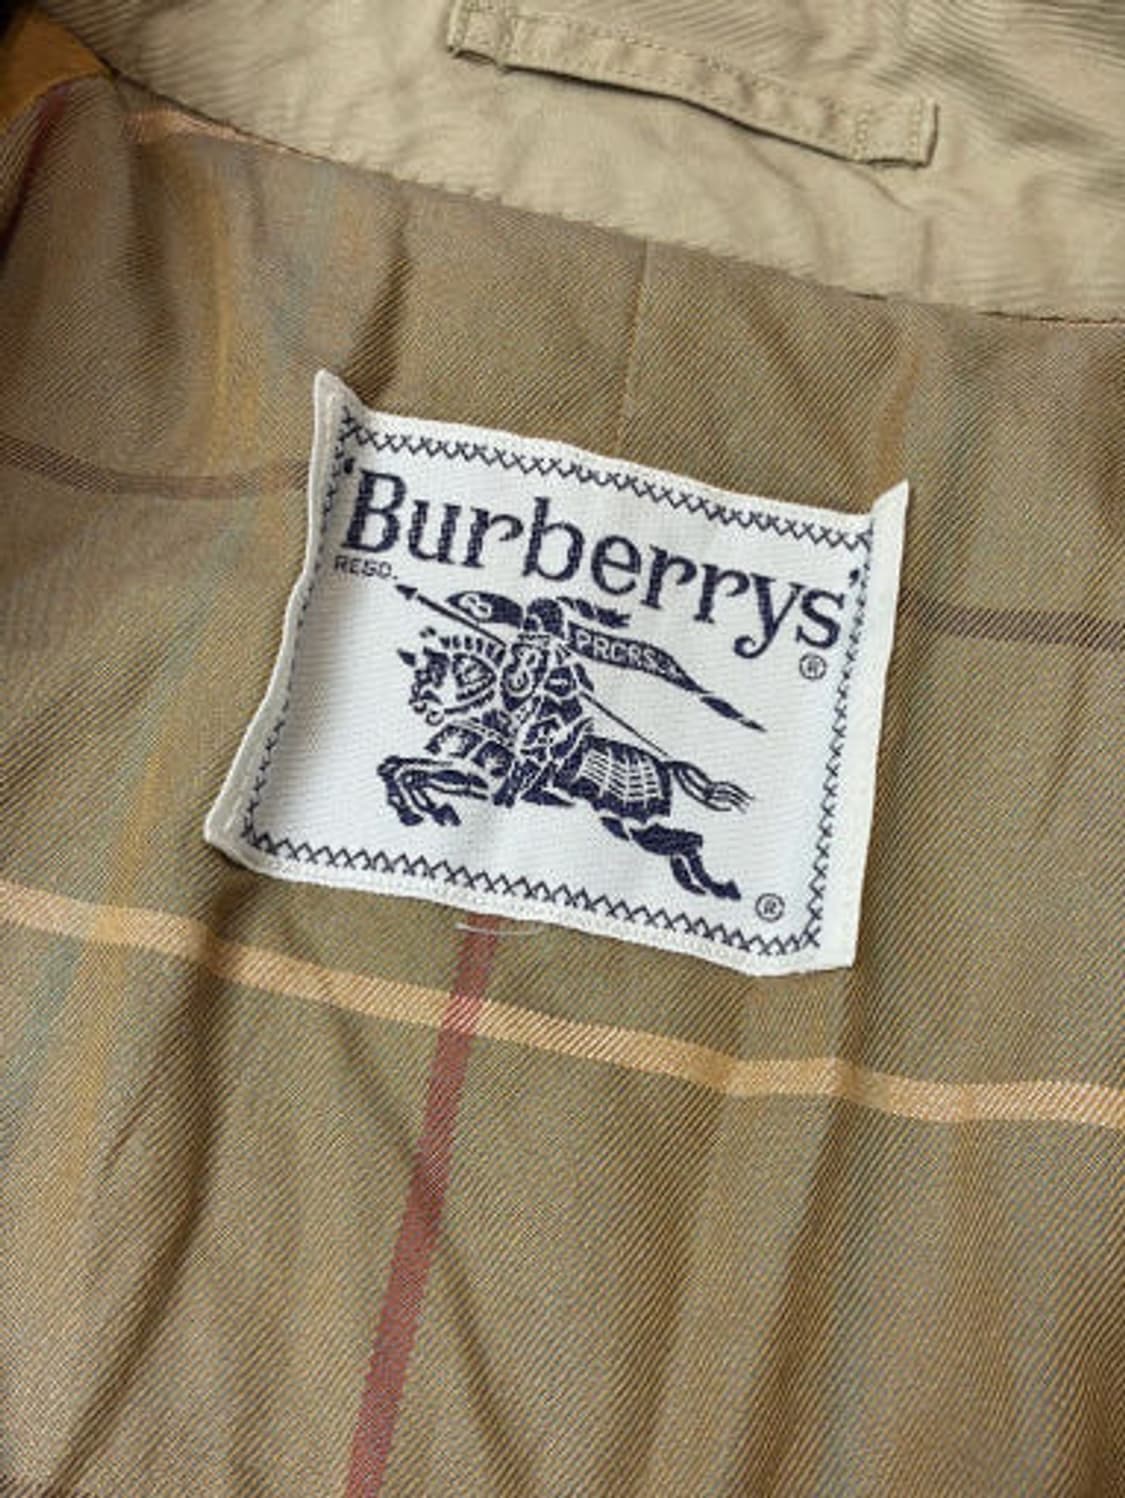 'Burberrys'
REGD. ®
PRORSUM
®